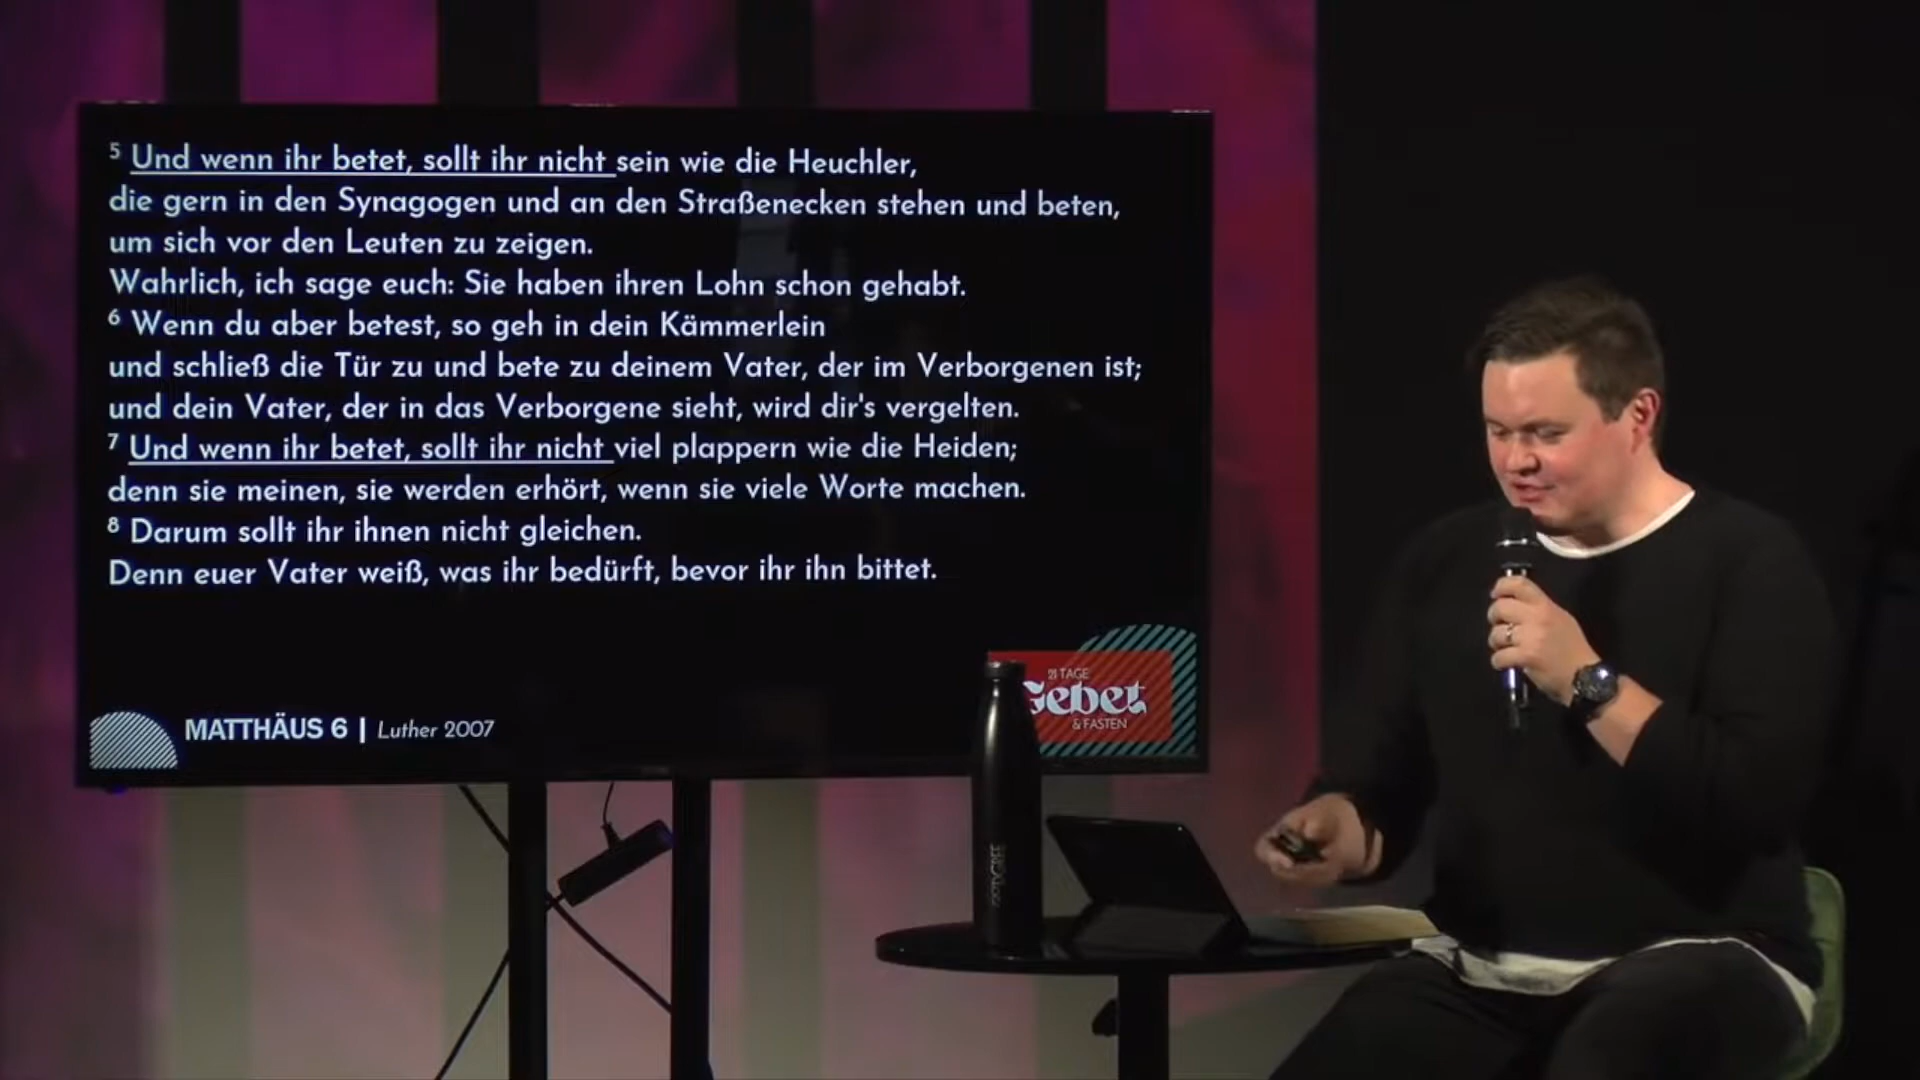 5 Und wenn ihr betet, sollt ihr nicht sein wie die Heuchler,
die gern in den Synagogen und an den Straßenecken stehen und beten,
um sich vor den Leuten zu zeigen.
Wahrlich, ich sage euch: Sie haben ihren Lohn schon gehabt.
6 Wenn du aber betest, so geh in dein Kämmerlein
und schließ die Tür zu und bete zu deinem Vater, der im Verborgenen ist;
und dein Vater, der in das Verborgene sieht, wird dir's vergelten.
7 Und wenn ihr betet, sollt ihr nicht viel plappern wie die Heiden;
denn sie meinen, sie werden erhört, wenn sie viele Worte machen.
8 Darum sollt ihr ihnen nicht gleichen.
Denn euer Vater weiß, was ihr bedürft, bevor ihr ihn bittet.
MATTHÄUS 6 | Luther 2007
21 TAGE
Gebet
& FASTEN